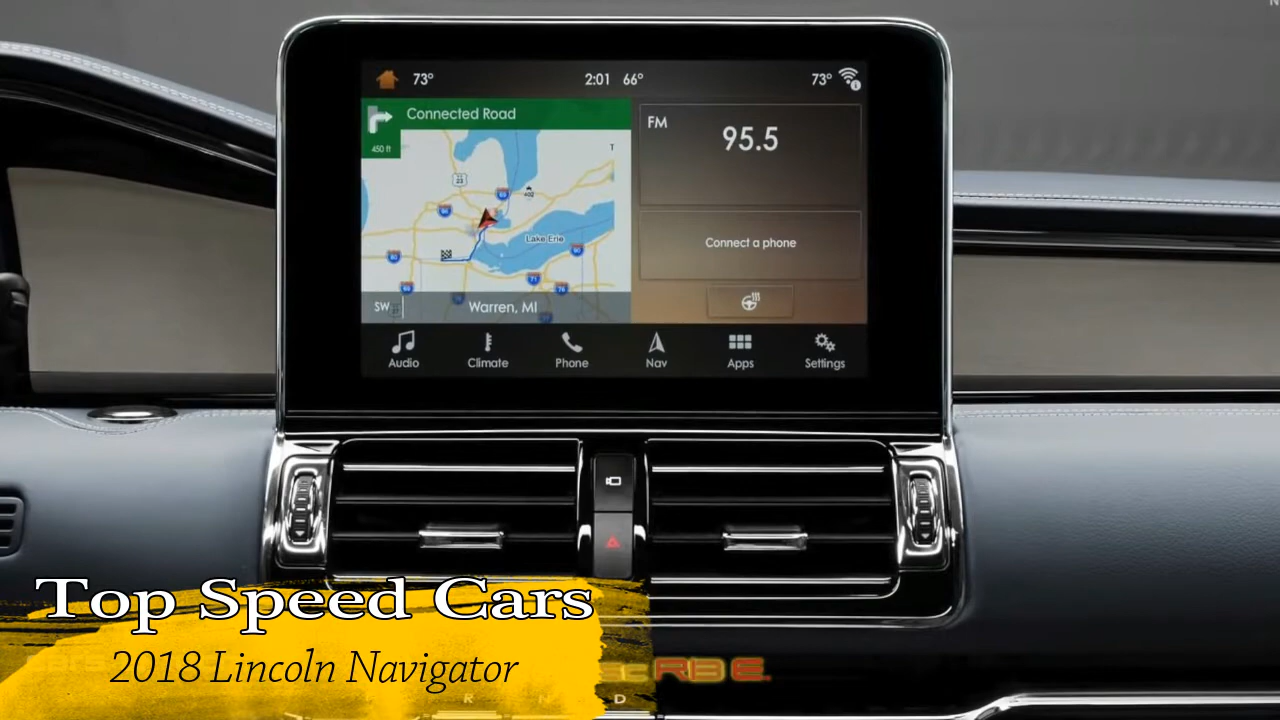 73° 2:01 66° 73°
Connected Road
450 ft
FM
95.5
Connect a phone
Lake Erie
SW
Warren, MI
Audio Climate Phone Nav Apps Settings
Top Speed Cars
2018 Lincoln Navigator
R N D